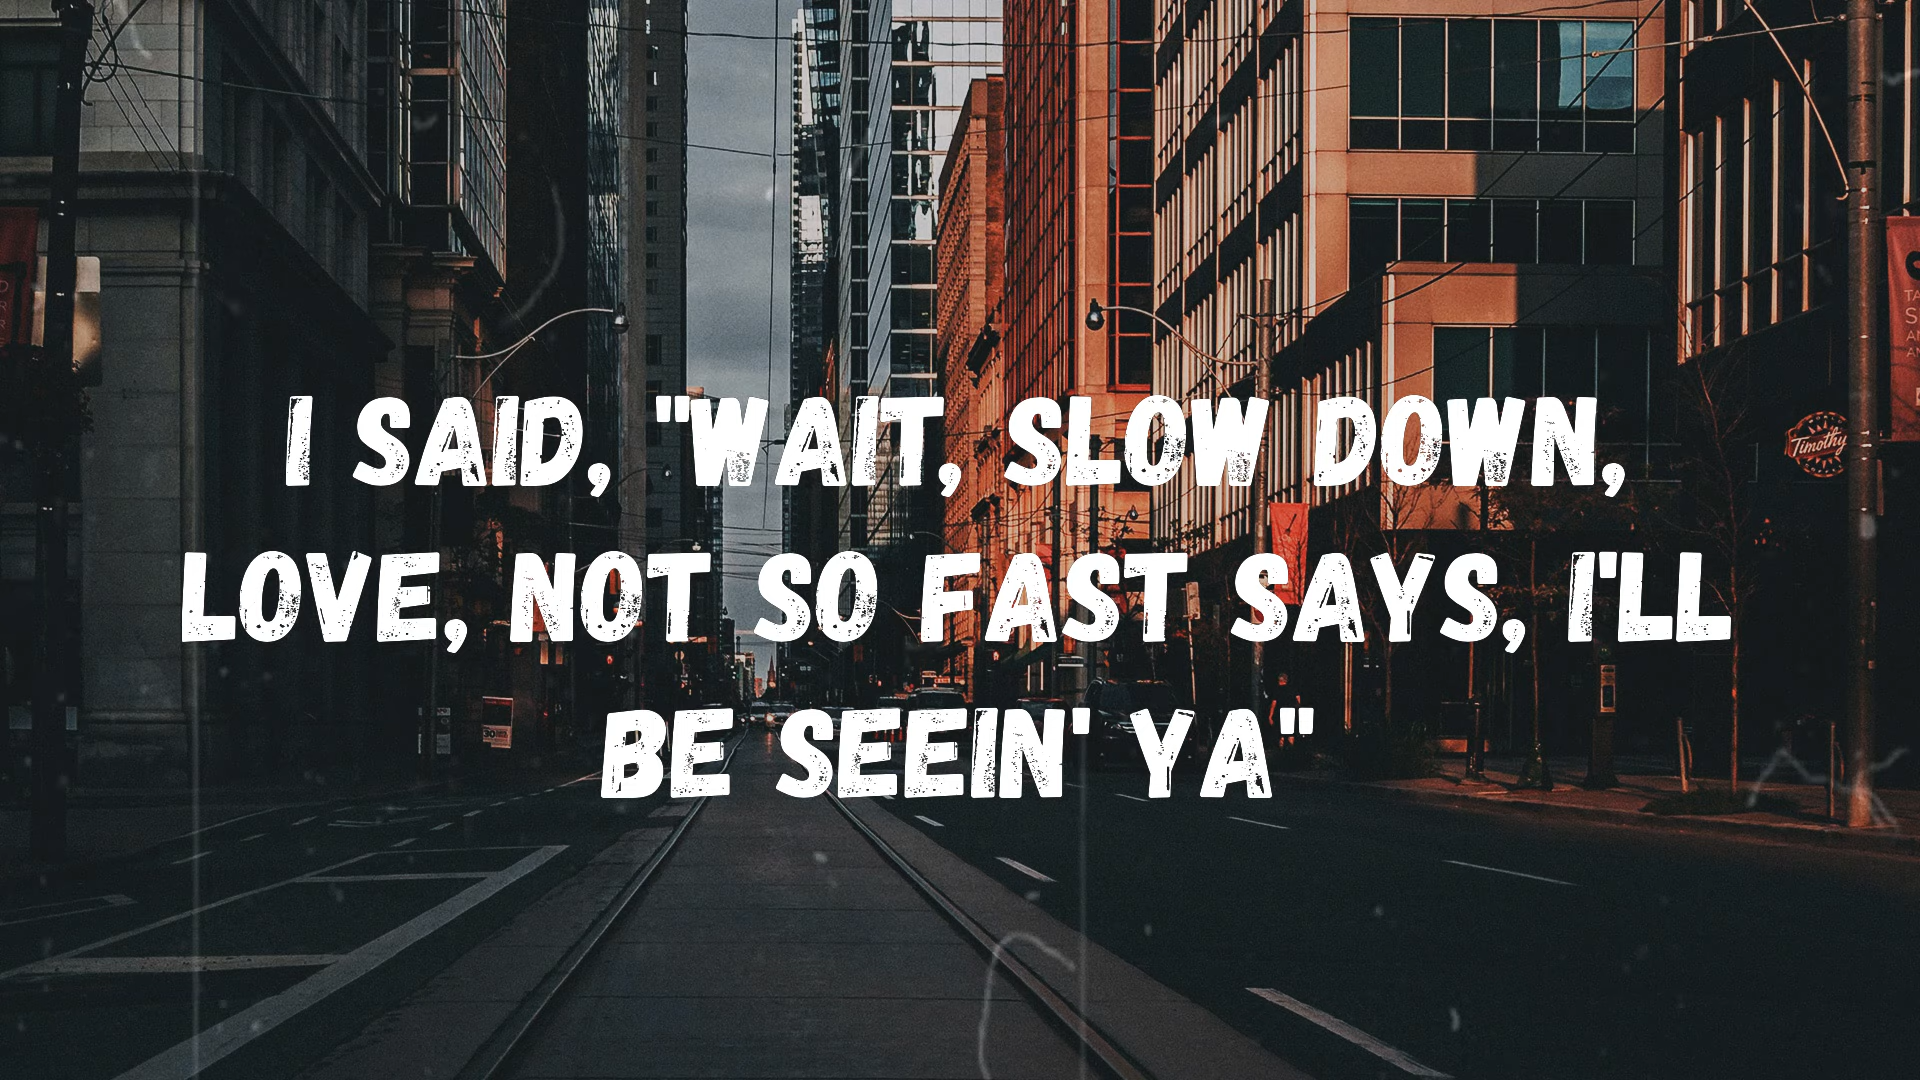 I SAID, "WAIT, SLOW DOWN,
LOVE, NOT SO FAST SAYS, I'LL
BE SEEIN' YA"
Timothy